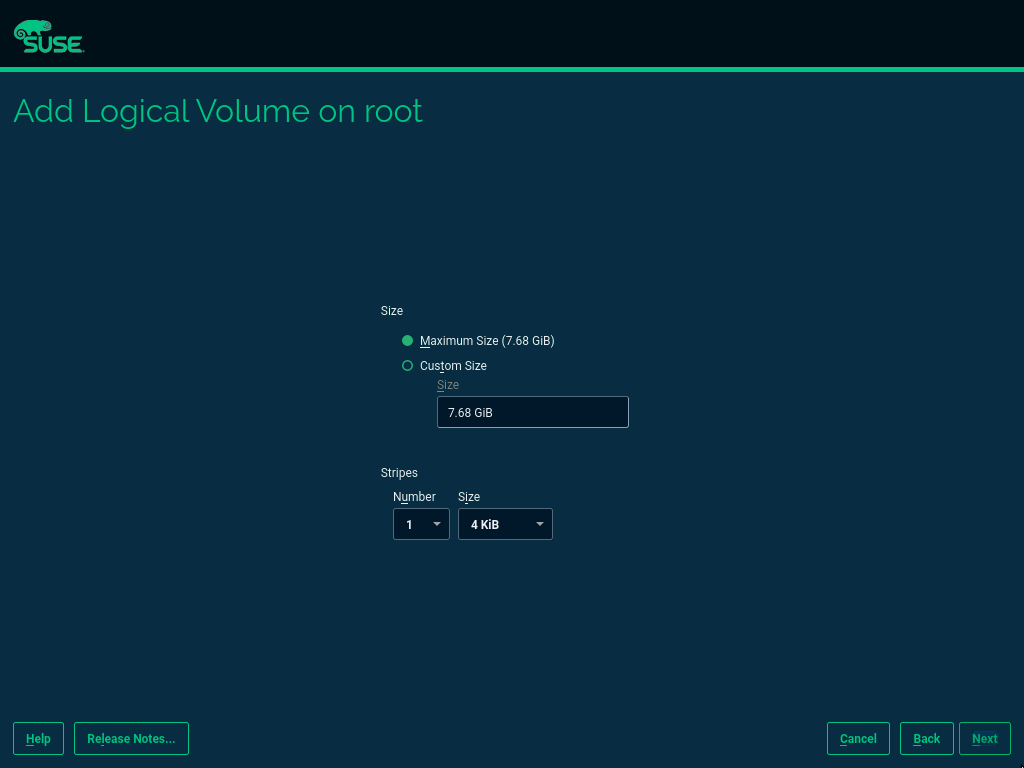 SUSE
Add Logical Volume on root
Size
Maximum Size (7.68 GiB)
Custom Size
Size
7.68 GiB
Stripes
Number Size
1 4 KiB
Help Release Notes... Cancel Back Next